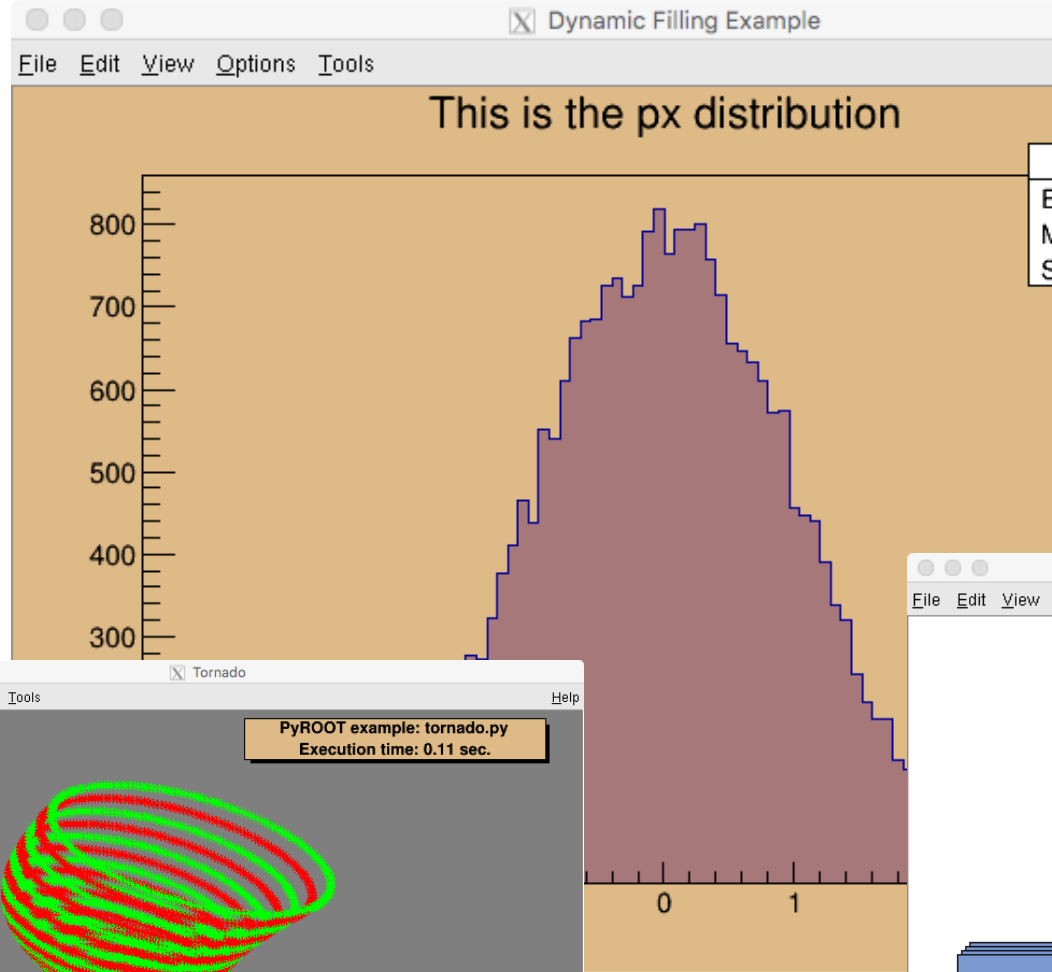 Dynamic Filling Example
File Edit View Options Tools
This is the px distribution
800
700
600
500
400
300
0 1
File Edit View
Tornado
Tools Help
PyROOT example: tornado.py
Execution time: 0.11 sec.